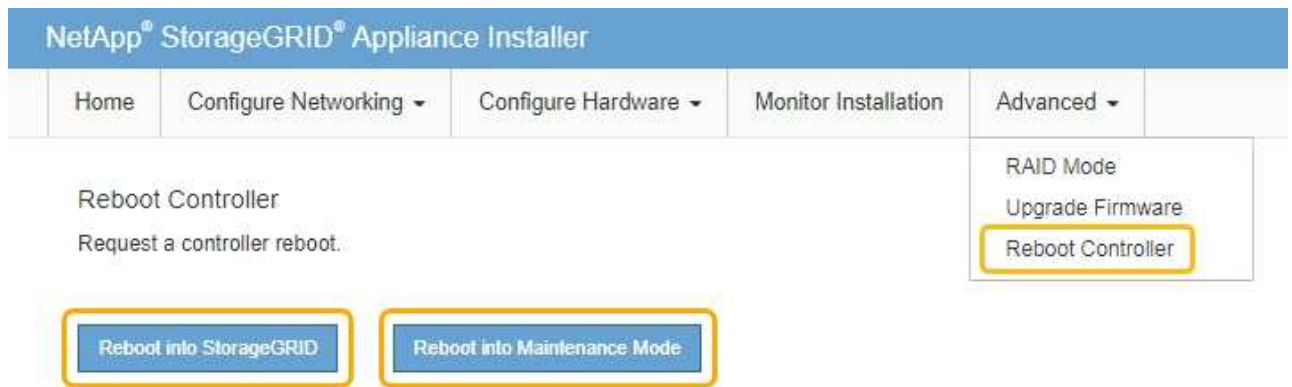 NetApp® StorageGRID® Appliance Installer
Home Configure Networking Configure Hardware Monitor Installation Advanced
RAID Mode
Upgrade Firmware
Reboot Controller
Reboot Controller
Request a controller reboot.
Reboot into StorageGRID Reboot into Maintenance Mode